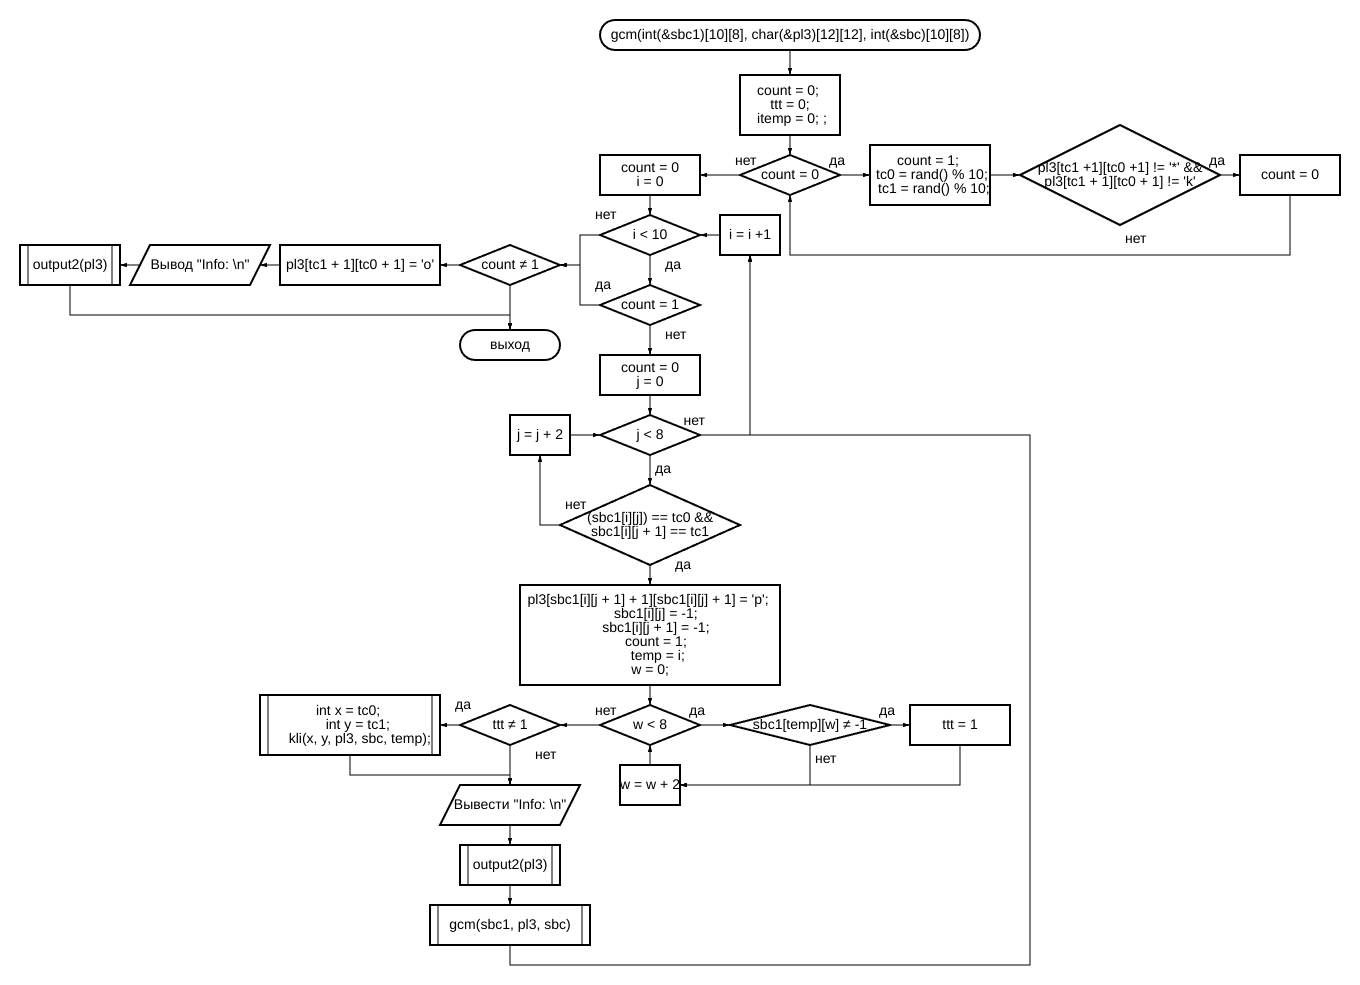 gcm(int(&sbc1)[10][8], char(&pl3)[12][12], int(&sbc)[10][8])
count = 0;
ttt = 0;
itemp = 0; ;
нет
count = 0
да
count = 1;
tc0 = rand() % 10;
tc1 = rand() % 10;
pl3[tc1 +1][tc0 +1] != '*' &&
pl3[tc1 + 1][tc0 + 1] != 'k'
да
count = 0
нет
count = 0
i = 0
нет
i < 10
i = i +1
да
output2(pl3)
Вывод "Info: \n"
pl3[tc1 + 1][tc0 + 1] = 'o'
count ≠ 1
да
count = 1
нет
выход
count = 0
j = 0
j = j + 2
j < 8
нет
да
нет
(sbc1[i][j]) == tc0 &&
sbc1[i][j + 1] == tc1
да
pl3[sbc1[i][j + 1] + 1][sbc1[i][j] + 1] = 'p';
sbc1[i][j] = -1;
sbc1[i][j + 1] = -1;
count = 1;
temp = i;
w = 0;
int x = tc0;
int y = tc1;
kli(x, y, pl3, sbc, temp);
да
ttt ≠ 1
нет
нет
w < 8
да
sbc1[temp][w] ≠ -1
да
ttt = 1
нет
w = w + 2
Вывести "Info: \n"
output2(pl3)
gcm(sbc1, pl3, sbc)